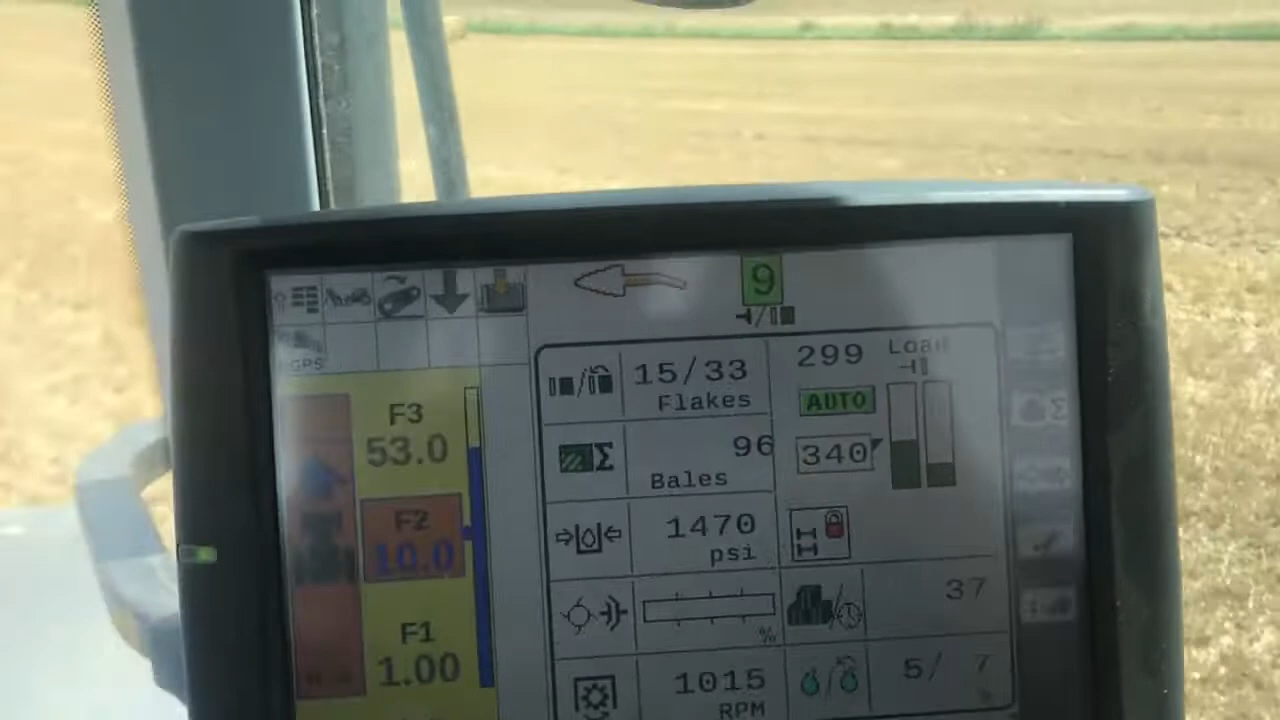 9
GPS
15/33
Flakes
299
Load
AUTO
F3
53.0
96
Bales
340
F2
10.0
1470
psi
37
%
F1
1.00
1015
RPM
5/ 7